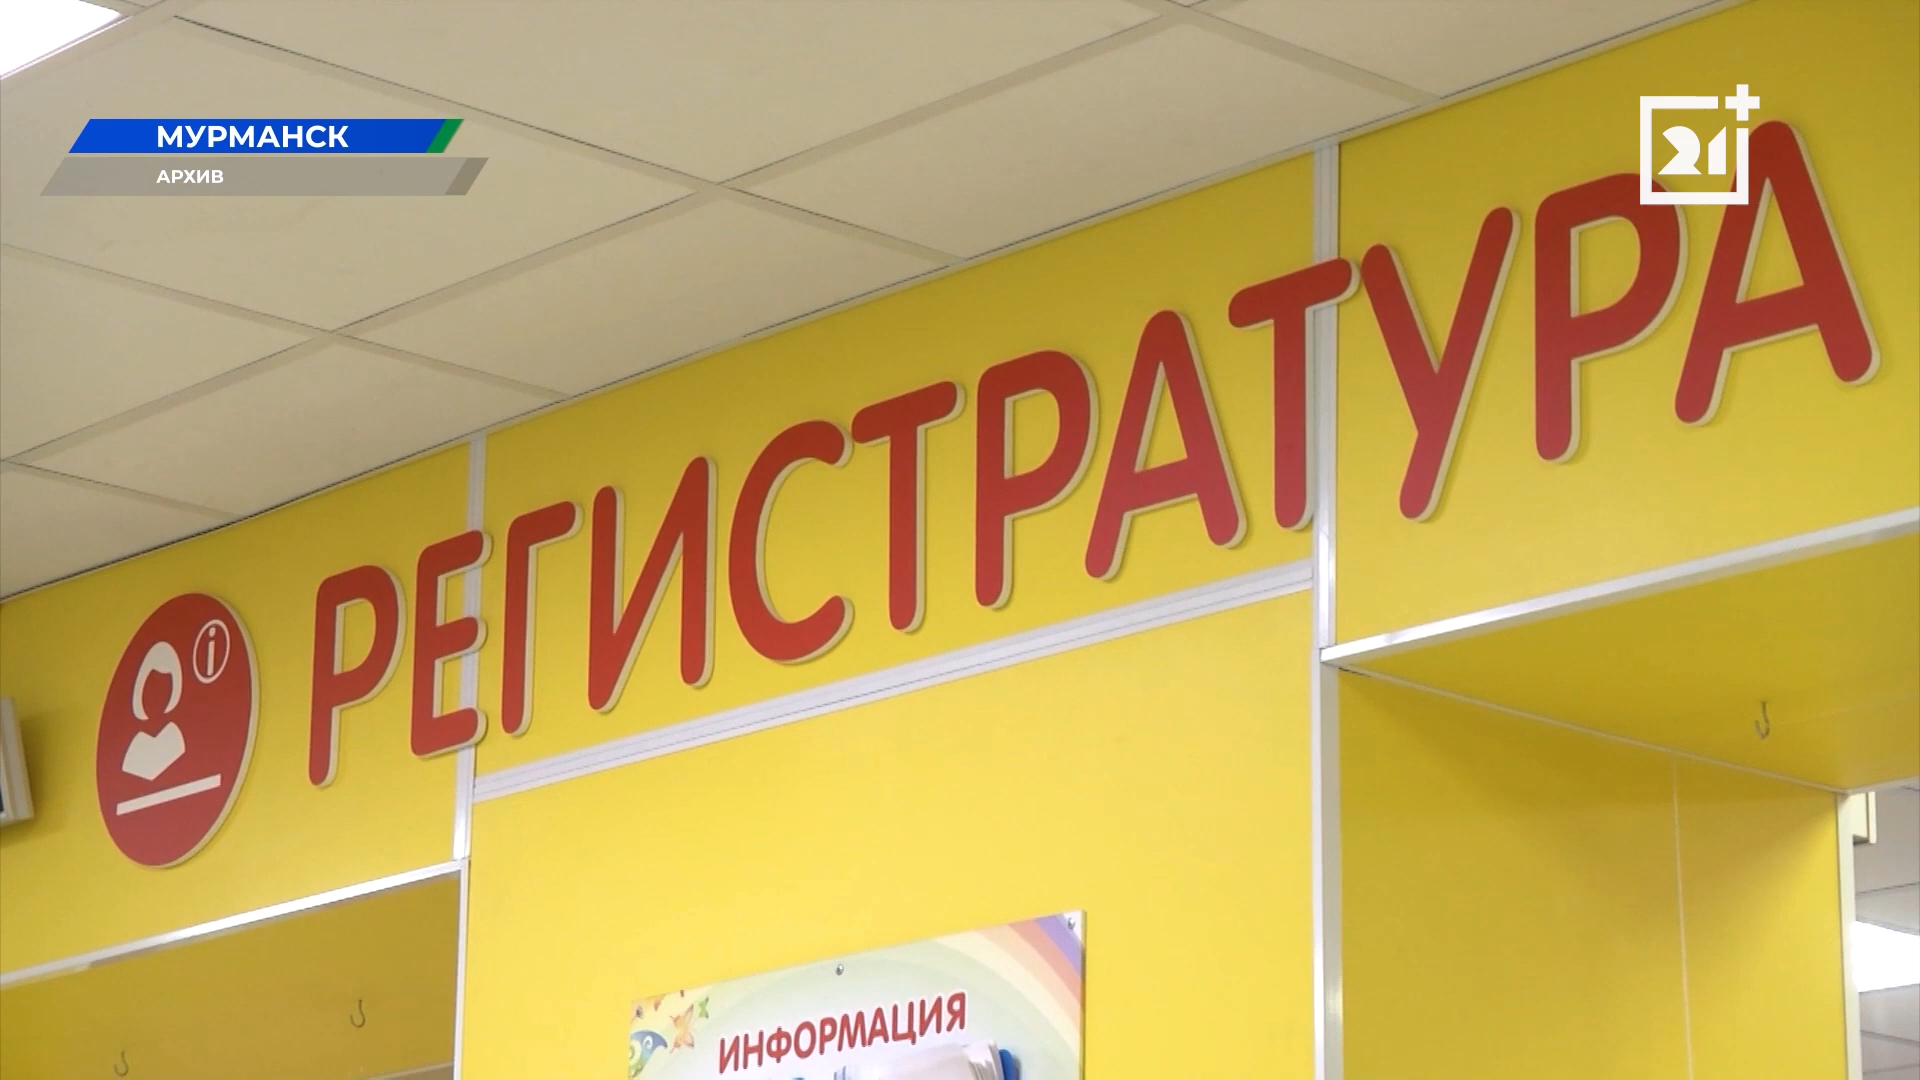 МУРМАНСК
АРХИВ
21+
i
РЕГИСТРАТУРА
ИНФОРМАЦИЯ